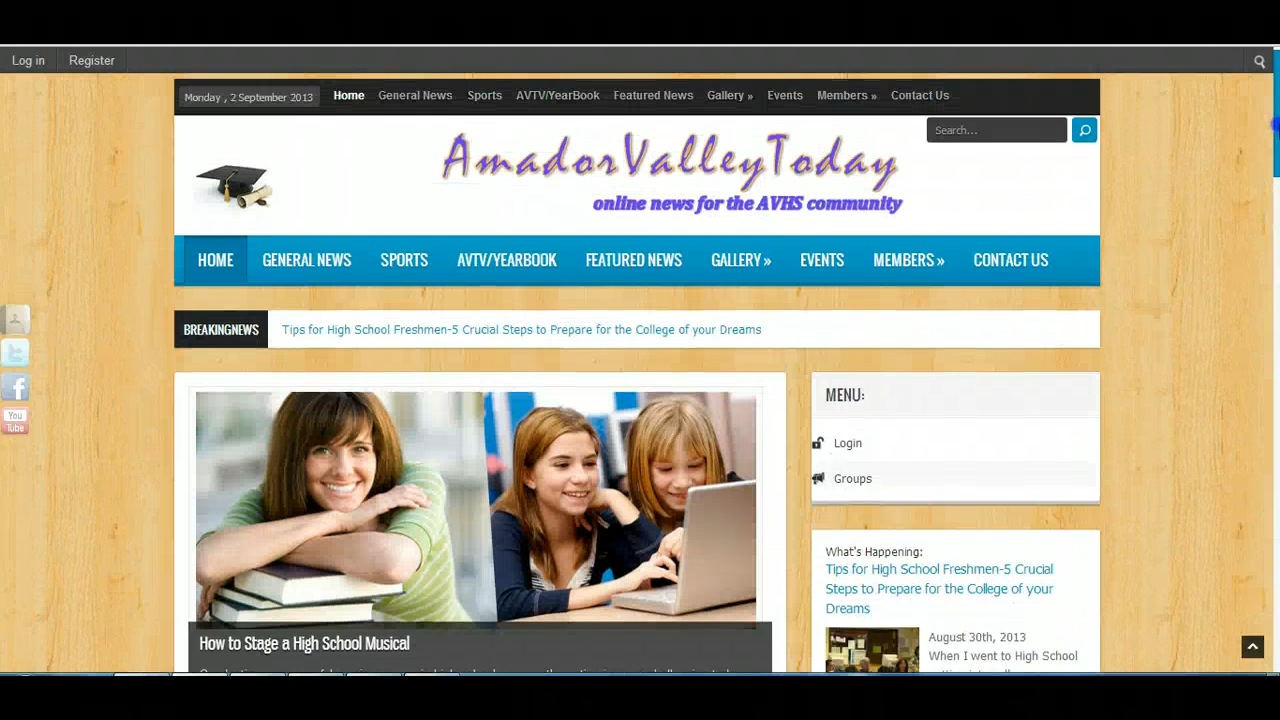 Log in Register
Monday , 2 September 2013 Home General News Sports AVTV/YearBook Featured News Gallery » Events Members » Contact Us
Search...
AmadorValleyToday
online news for the AVHS community
HOME GENERAL NEWS SPORTS AVTV/YEARBOOK FEATURED NEWS GALLERY » EVENTS MEMBERS » CONTACT US
BREAKINGNEWS Tips for High School Freshmen-5 Crucial Steps to Prepare for the College of your Dreams
You
Tube
MENU:
Login
Groups
What's Happening:
Tips for High School Freshmen-5 Crucial
Steps to Prepare for the College of your
Dreams
August 30th, 2013
When I went to High School
How to Stage a High School Musical